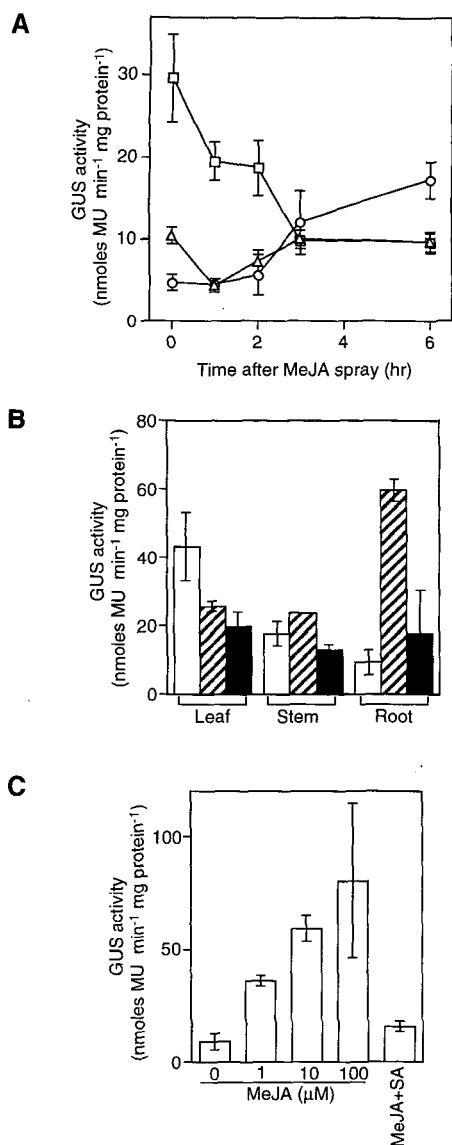 A
GUS activity
(nmoles MU min⁻¹ mg protein⁻¹)
30
20
10
0
0
2
4
6
Time after MeJA spray (hr)
B
GUS activity
(nmoles MU min⁻¹ mg protein⁻¹)
80
60
40
20
0
Leaf
Stem
Root
C
GUS activity
(nmoles MU min⁻¹ mg protein⁻¹)
100
50
0
0
1
10
100
MeJA (μM)
MeJA+SA